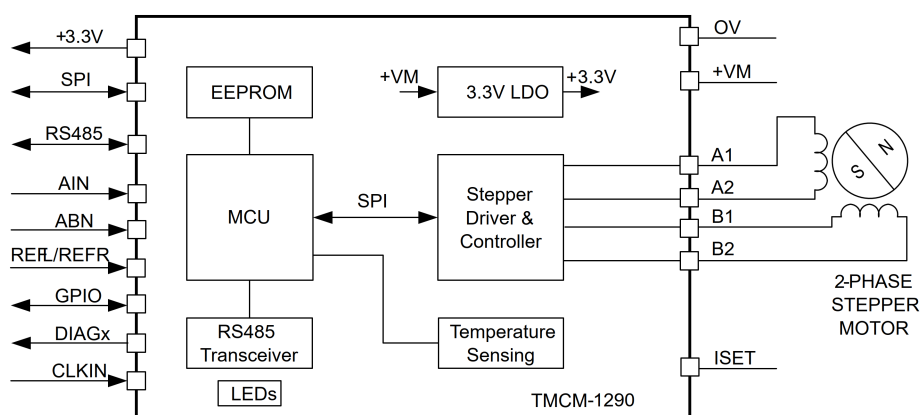 +3.3V
SPI
RS485
AIN
ABN
REFL/REFR
GPIO
DIAGx
CLKIN
EEPROM
MCU
RS485
Transceiver
LEDs
+VM
3.3V LDO
+3.3V
SPI
Stepper
Driver &
Controller
Temperature
Sensing
TMCM-1290
OV
+VM
A1
A2
B1
B2
ISET
S
N
2-PHASE
STEPPER
MOTOR